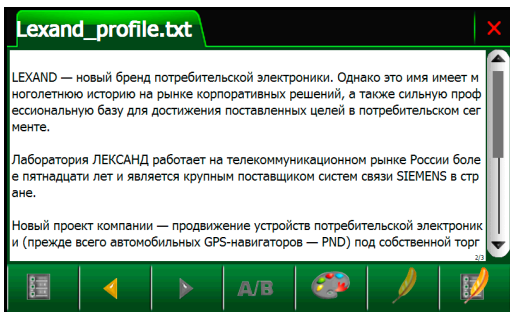 Lexand_profile.txt
LEXAND — новый бренд потребительской электроники. Однако это имя имеет м
ноголетнюю историю на рынке корпоративных решений, а также сильную проф
ессиональную базу для достижения поставленных целей в потребительском сег
менте.
Лаборатория ЛЕКСАНД работает на телекоммуникационном рынке России боле
е пятнадцати лет и является крупным поставщиком систем связи SIEMENS в стр
ане.
Новый проект компании — продвижение устройств потребительской электроник
и (прежде всего автомобильных GPS-навигаторов — PND) под собственной торг
2/3
A/B